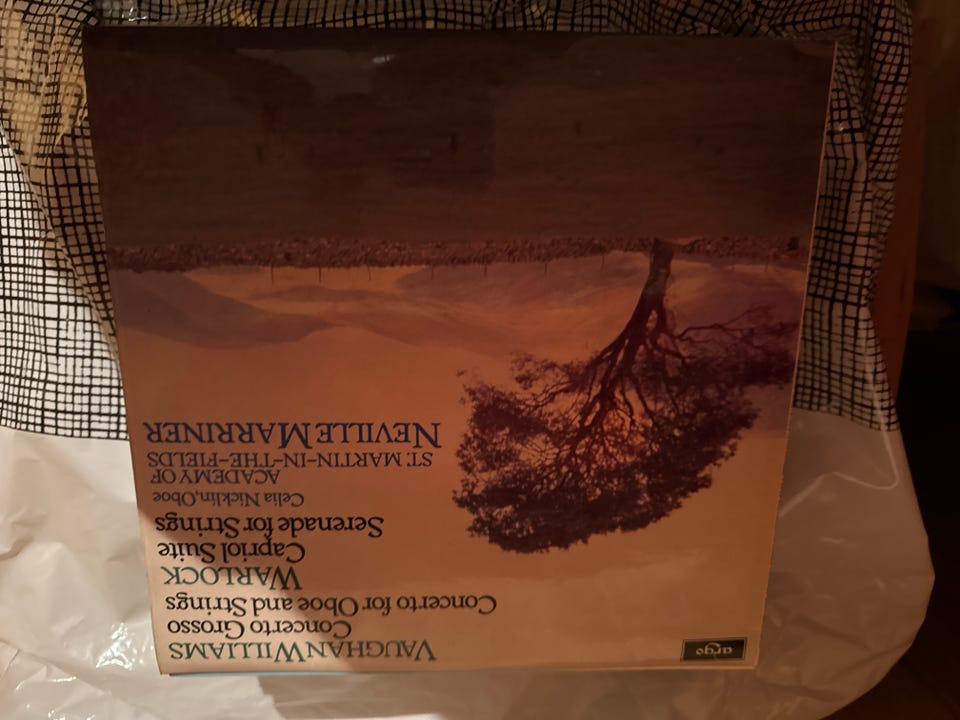 VAUGHAN WILLIAMS
Concerto Grosso
Concerto for Oboe and Strings
WARLOCK
Capriol Suite
Serenade for Strings
Celia Nicklin, Oboe
ACADEMY OF
ST. MARTIN-IN-THE-FIELDS
NEVILLE MARRINER
argo